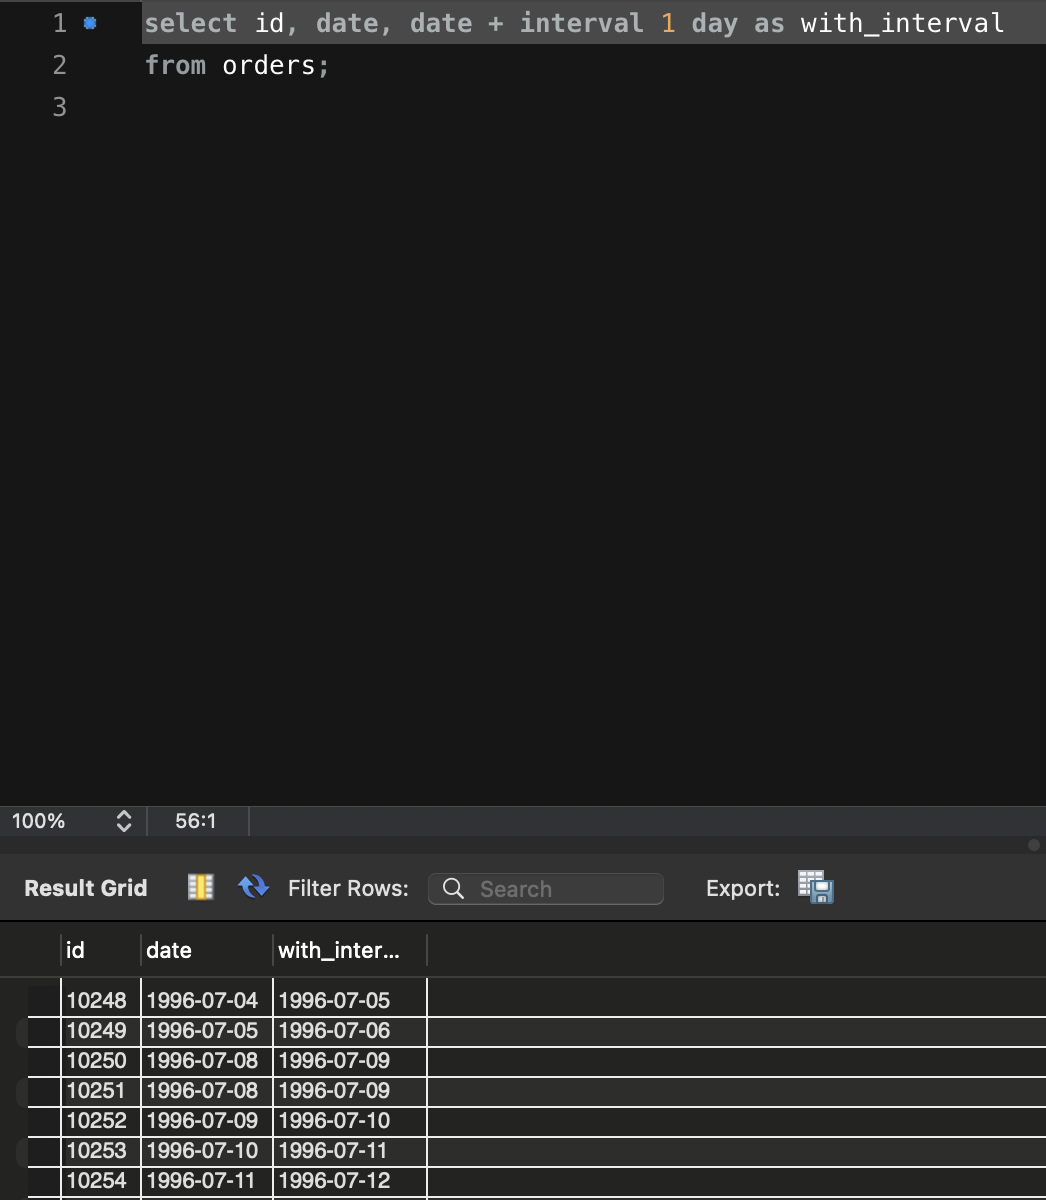 1 select id, date, date + interval 1 day as with_interval
2 from orders;
3
100% 56:1
Result Grid Filter Rows: Search Export:
id date with_inter...
10248 1996-07-04 1996-07-05
10249 1996-07-05 1996-07-06
10250 1996-07-08 1996-07-09
10251 1996-07-08 1996-07-09
10252 1996-07-09 1996-07-10
10253 1996-07-10 1996-07-11
10254 1996-07-11 1996-07-12